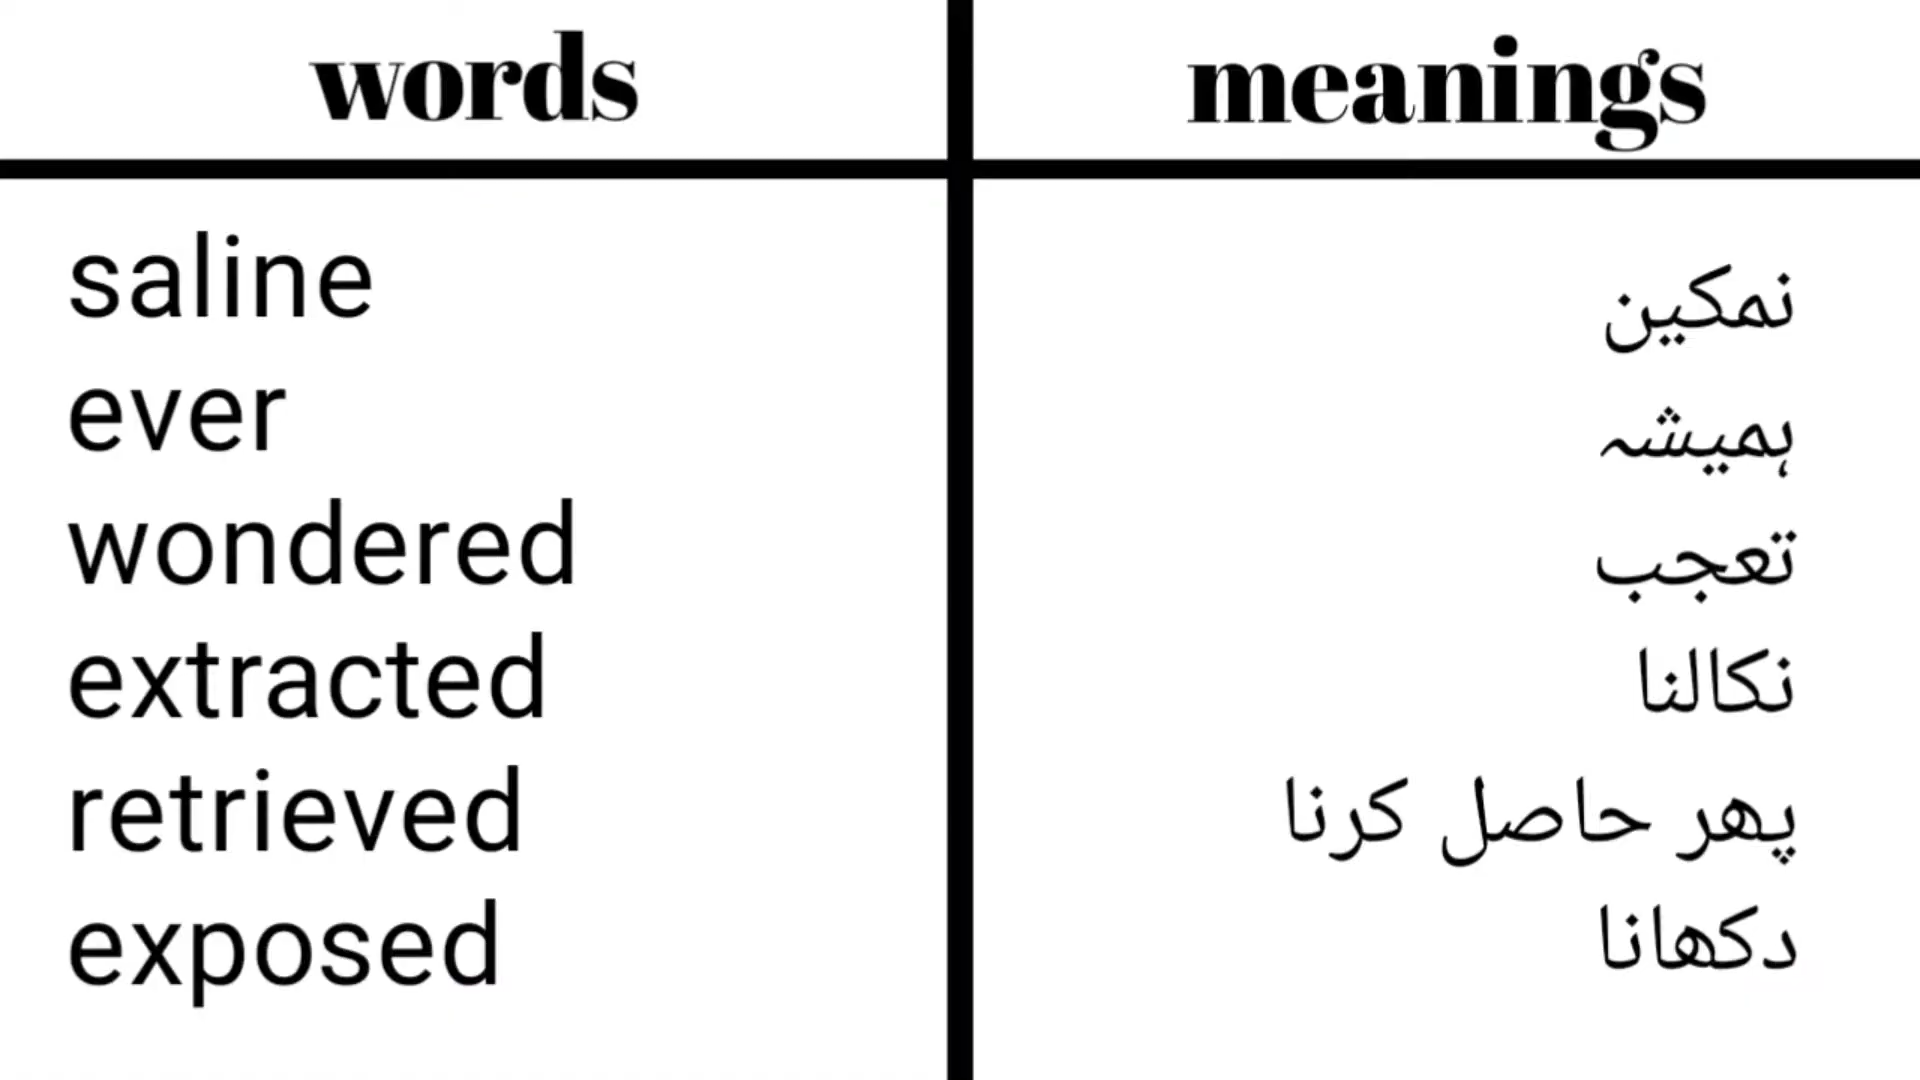 words meanings
saline نمکین
ever ہمیشہ
wondered تعجب
extracted نکالنا
retrieved پھر حاصل کرنا
exposed دکھانا